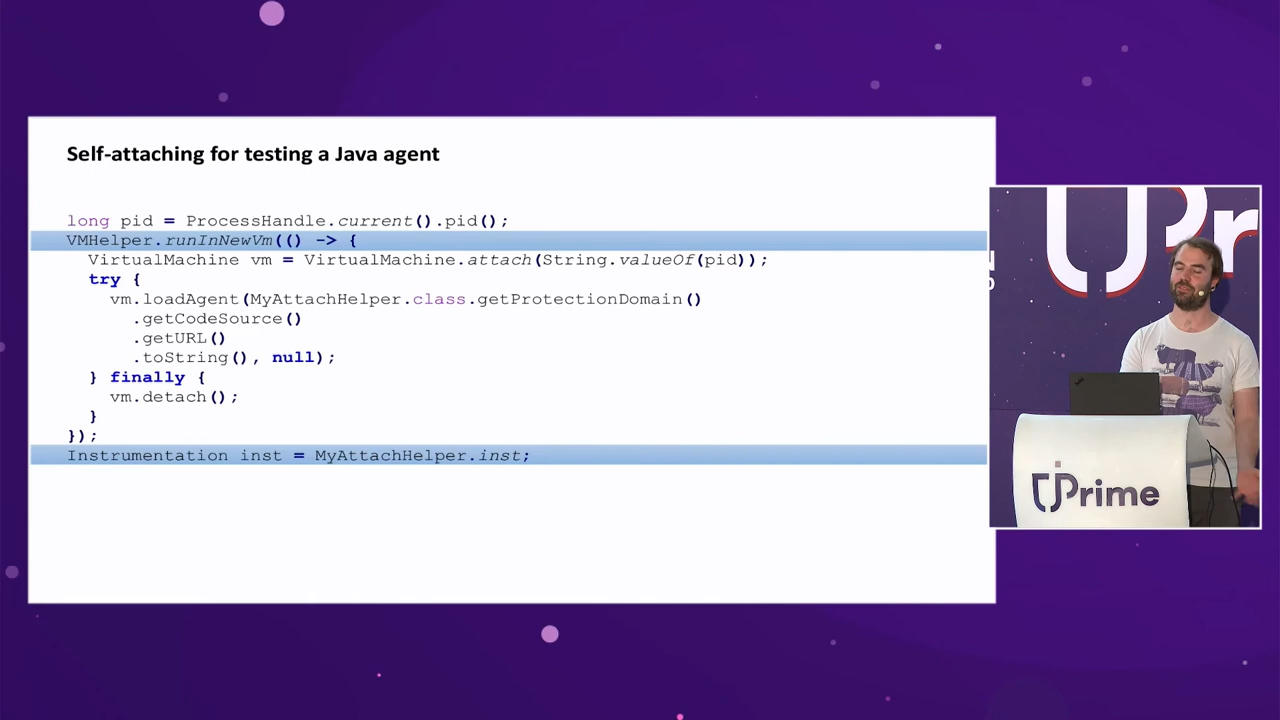 Self-attaching for testing a Java agent
long pid = ProcessHandle.current().pid();
VMHelper.runInNewVm(() -> {
  VirtualMachine vm = VirtualMachine.attach(String.valueOf(pid));
  try {
    vm.loadAgent(MyAttachHelper.class.getProtectionDomain()
      .getCodeSource()
      .getURL()
      .toString(), null);
  } finally {
    vm.detach();
  }
});
Instrumentation inst = MyAttachHelper.inst;
Prime